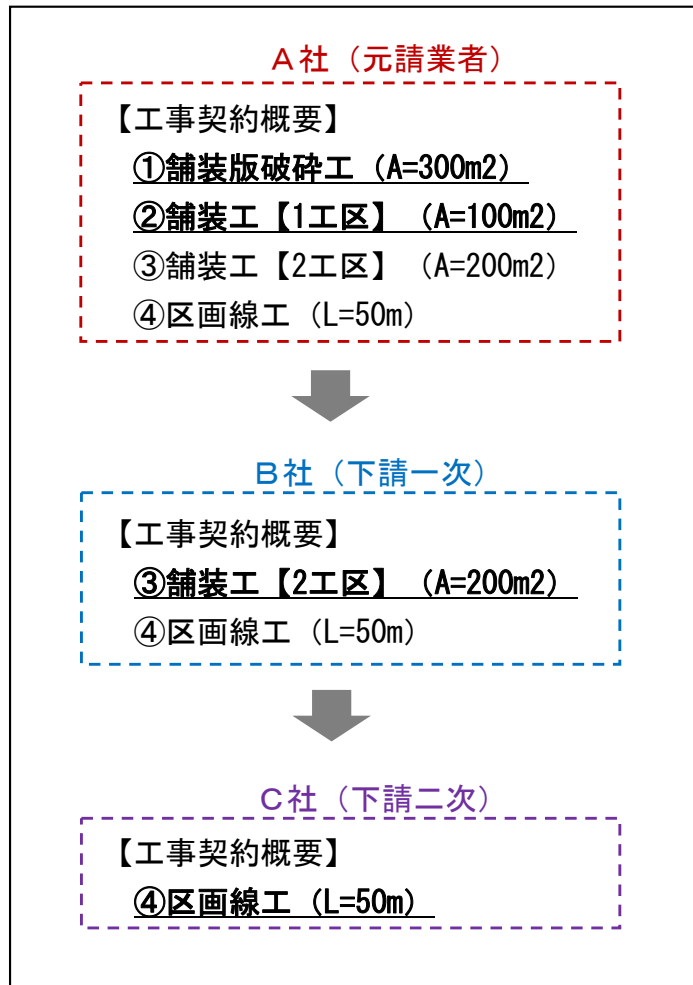 A社（元請業者）
【工事契約概要】
①舗装版破砕工（A=300m2）
②舗装工【1工区】（A=100m2）
③舗装工【2工区】（A=200m2）
④区画線工（L=50m）
B社（下請一次）
【工事契約概要】
③舗装工【2工区】（A=200m2）
④区画線工（L=50m）
C社（下請二次）
【工事契約概要】
④区画線工（L=50m）